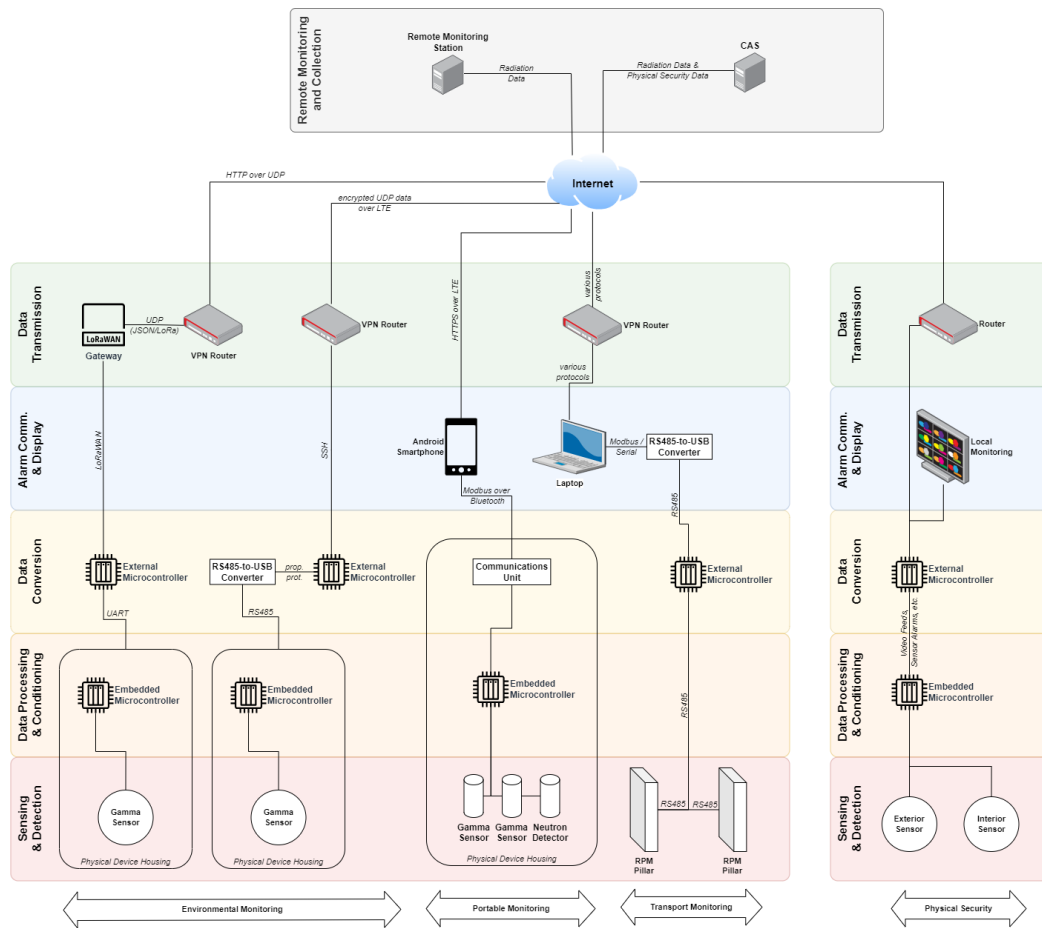 Remote Monitoring
and Collection
Remote Monitoring
Station
Radiation
Data
CAS
Radiation Data &
Physical Security Data
Internet
HTTP over UDP
encrypted UDP data
over LTE
Data
Transmission
LoRaWAN
Gateway
UDP
(JSON/LoRa)
VPN Router
VPN Router
HTTPS over LTE
various
protocols
VPN Router
various
protocols
Data
Transmission
Router
Alarm Comm.
& Display
LoRaWAN
SSH
Android
Smartphone
Modbus over
Bluetooth
Laptop
Modbus /
Serial
RS485-to-USB
Converter
RS485
Alarm Comm.
& Display
Local
Monitoring
Data
Conversion
External
Microcontroller
UART
RS485-to-USB
Converter
prop.
prot.
External
Microcontroller
RS485
Communications
Unit
External
Microcontroller
Data
Conversion
External
Microcontroller
Video Feeds,
Sensor Alarms, etc.
Data Processing
& Conditioning
Embedded
Microcontroller
Embedded
Microcontroller
Embedded
Microcontroller
RS485
Data Processing
& Conditioning
Embedded
Microcontroller
Sensing
& Detection
Gamma
Sensor
Physical Device Housing
Gamma
Sensor
Physical Device Housing
Gamma
Sensor
Gamma
Sensor
Neutron
Detector
Physical Device Housing
RS485
RS485
RPM
Pillar
RPM
Pillar
Sensing
& Detection
Exterior
Sensor
Interior
Sensor
Environmental Monitoring
Portable Monitoring
Transport Monitoring
Physical Security